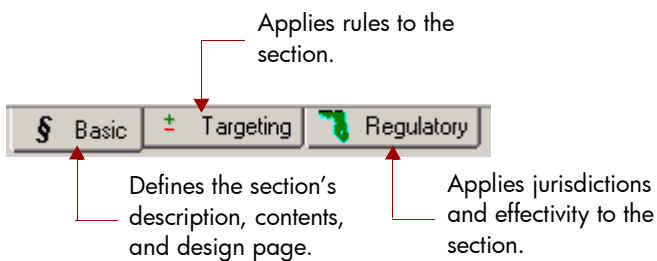 Applies rules to the
section.
§ Basic ± Targeting Regulatory
Defines the section’s
description, contents,
and design page.
Applies jurisdictions
and effectivity to the
section.